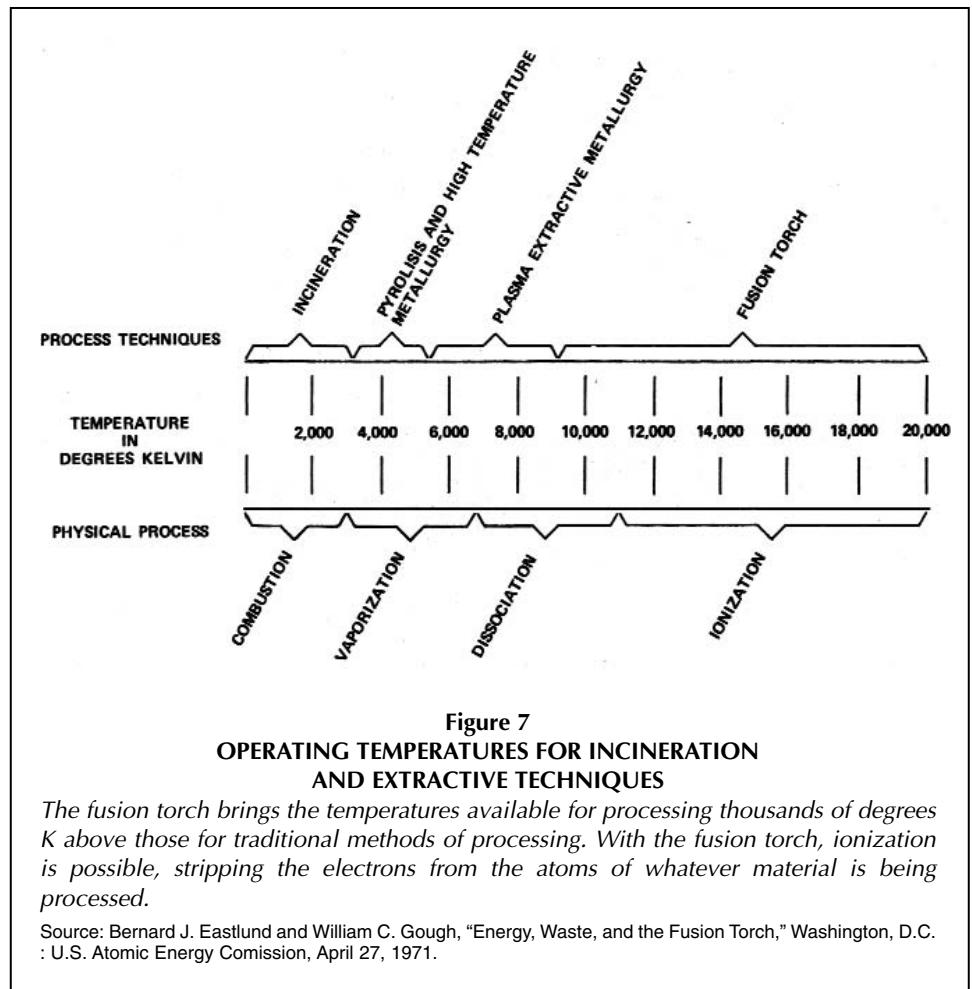 INCINERATION
PYROLISIS AND HIGH TEMPERATURE
METALLURGY
PLASMA EXTRACTIVE METALLURGY
FUSION TORCH
PROCESS TECHNIQUES
TEMPERATURE
IN
DEGREES KELVIN
2,000 4,000 6,000 8,000 10,000 12,000 14,000 16,000 18,000 20,000
PHYSICAL PROCESS
COMBUSTION
VAPORIZATION
DISSOCIATION
IONIZATION
Figure 7
OPERATING TEMPERATURES FOR INCINERATION
AND EXTRACTIVE TECHNIQUES
The fusion torch brings the temperatures available for processing thousands of degrees
K above those for traditional methods of processing. With the fusion torch, ionization
is possible, stripping the electrons from the atoms of whatever material is being
processed.
Source: Bernard J. Eastlund and William C. Gough, “Energy, Waste, and the Fusion Torch,” Washington, D.C.
: U.S. Atomic Energy Comission, April 27, 1971.